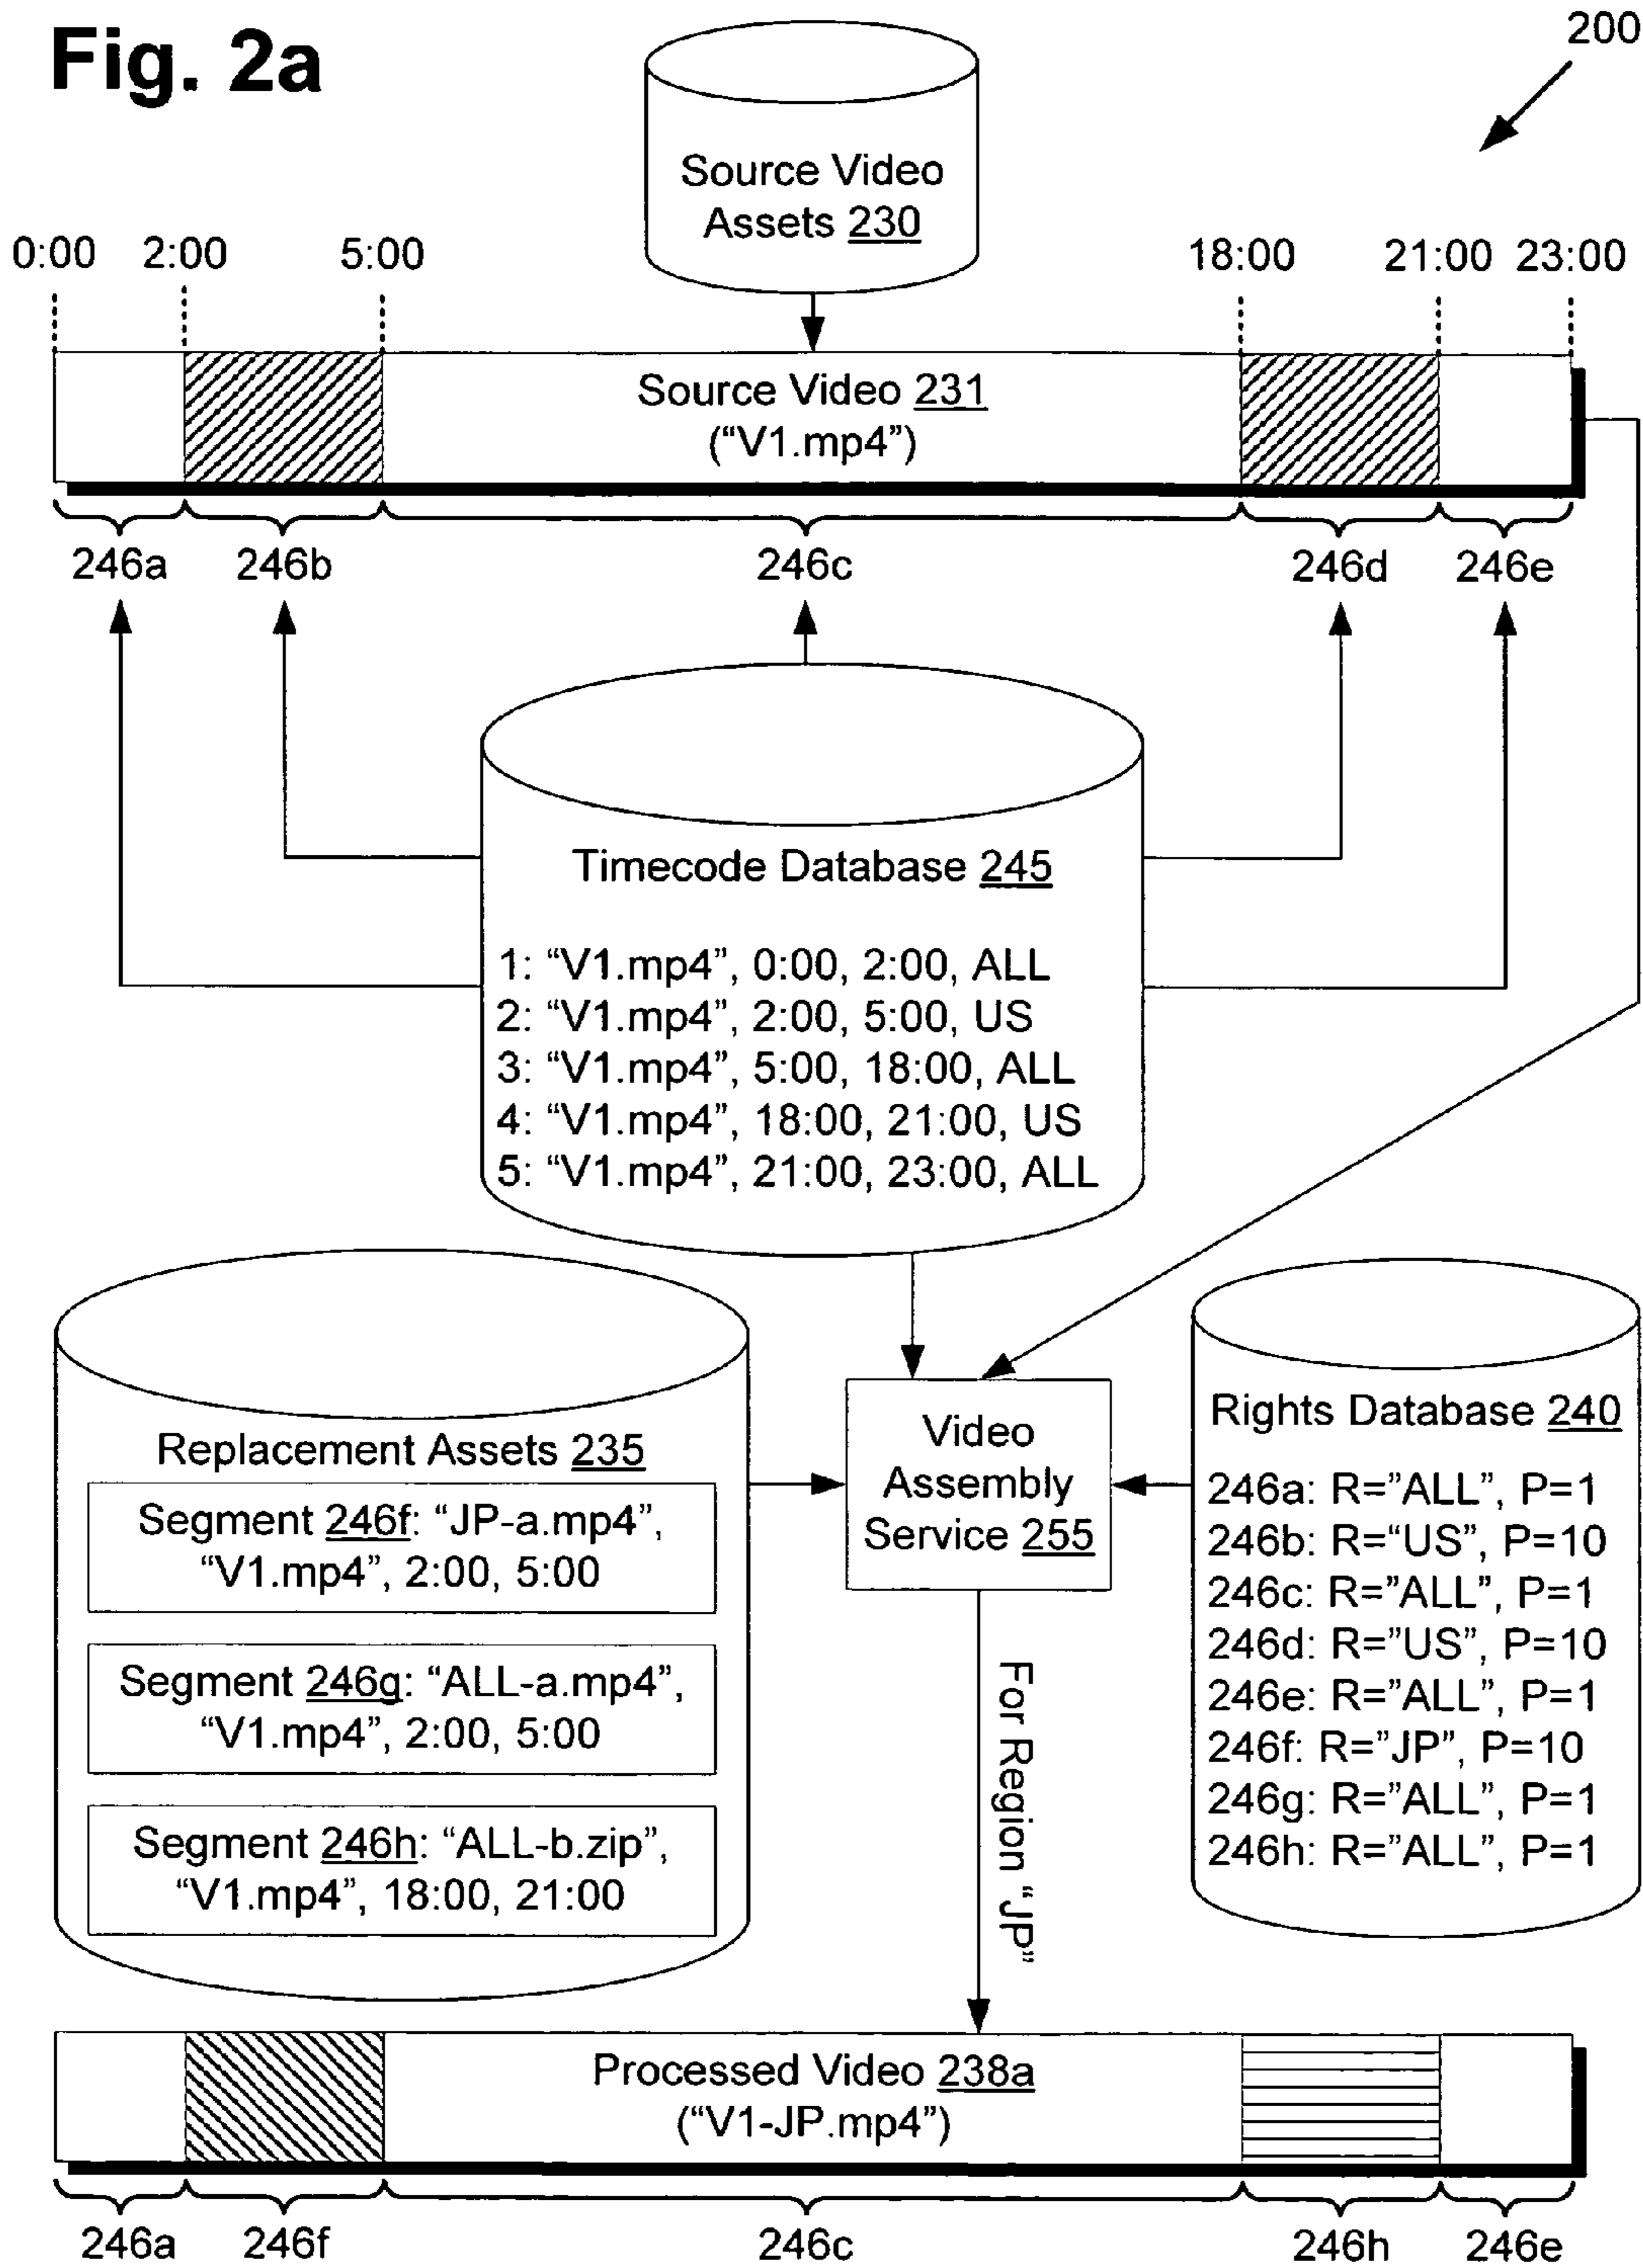 Fig. 2a
200
Source Video
Assets 230
0:00 2:00 5:00 18:00 21:00 23:00
Source Video 231
(“V1.mp4”)
246a 246b 246c 246d 246e
Timecode Database 245
1: “V1.mp4”, 0:00, 2:00, ALL
2: “V1.mp4”, 2:00, 5:00, US
3: “V1.mp4”, 5:00, 18:00, ALL
4: “V1.mp4”, 18:00, 21:00, US
5: “V1.mp4”, 21:00, 23:00, ALL
Replacement Assets 235
Segment 246f: “JP-a.mp4”,
“V1.mp4”, 2:00, 5:00
Segment 246g: “ALL-a.mp4”,
“V1.mp4”, 2:00, 5:00
Segment 246h: “ALL-b.zip”,
“V1.mp4”, 18:00, 21:00
Video
Assembly
Service 255
Rights Database 240
246a: R=”ALL”, P=1
246b: R=“US”, P=10
246c: R=”ALL”, P=1
246d: R=”US”, P=10
246e: R=”ALL”, P=1
246f: R=”JP”, P=10
246g: R=”ALL”, P=1
246h: R=”ALL”, P=1
For Region “JP”
Processed Video 238a
(“V1-JP.mp4”)
246a 246f 246c 246h 246e